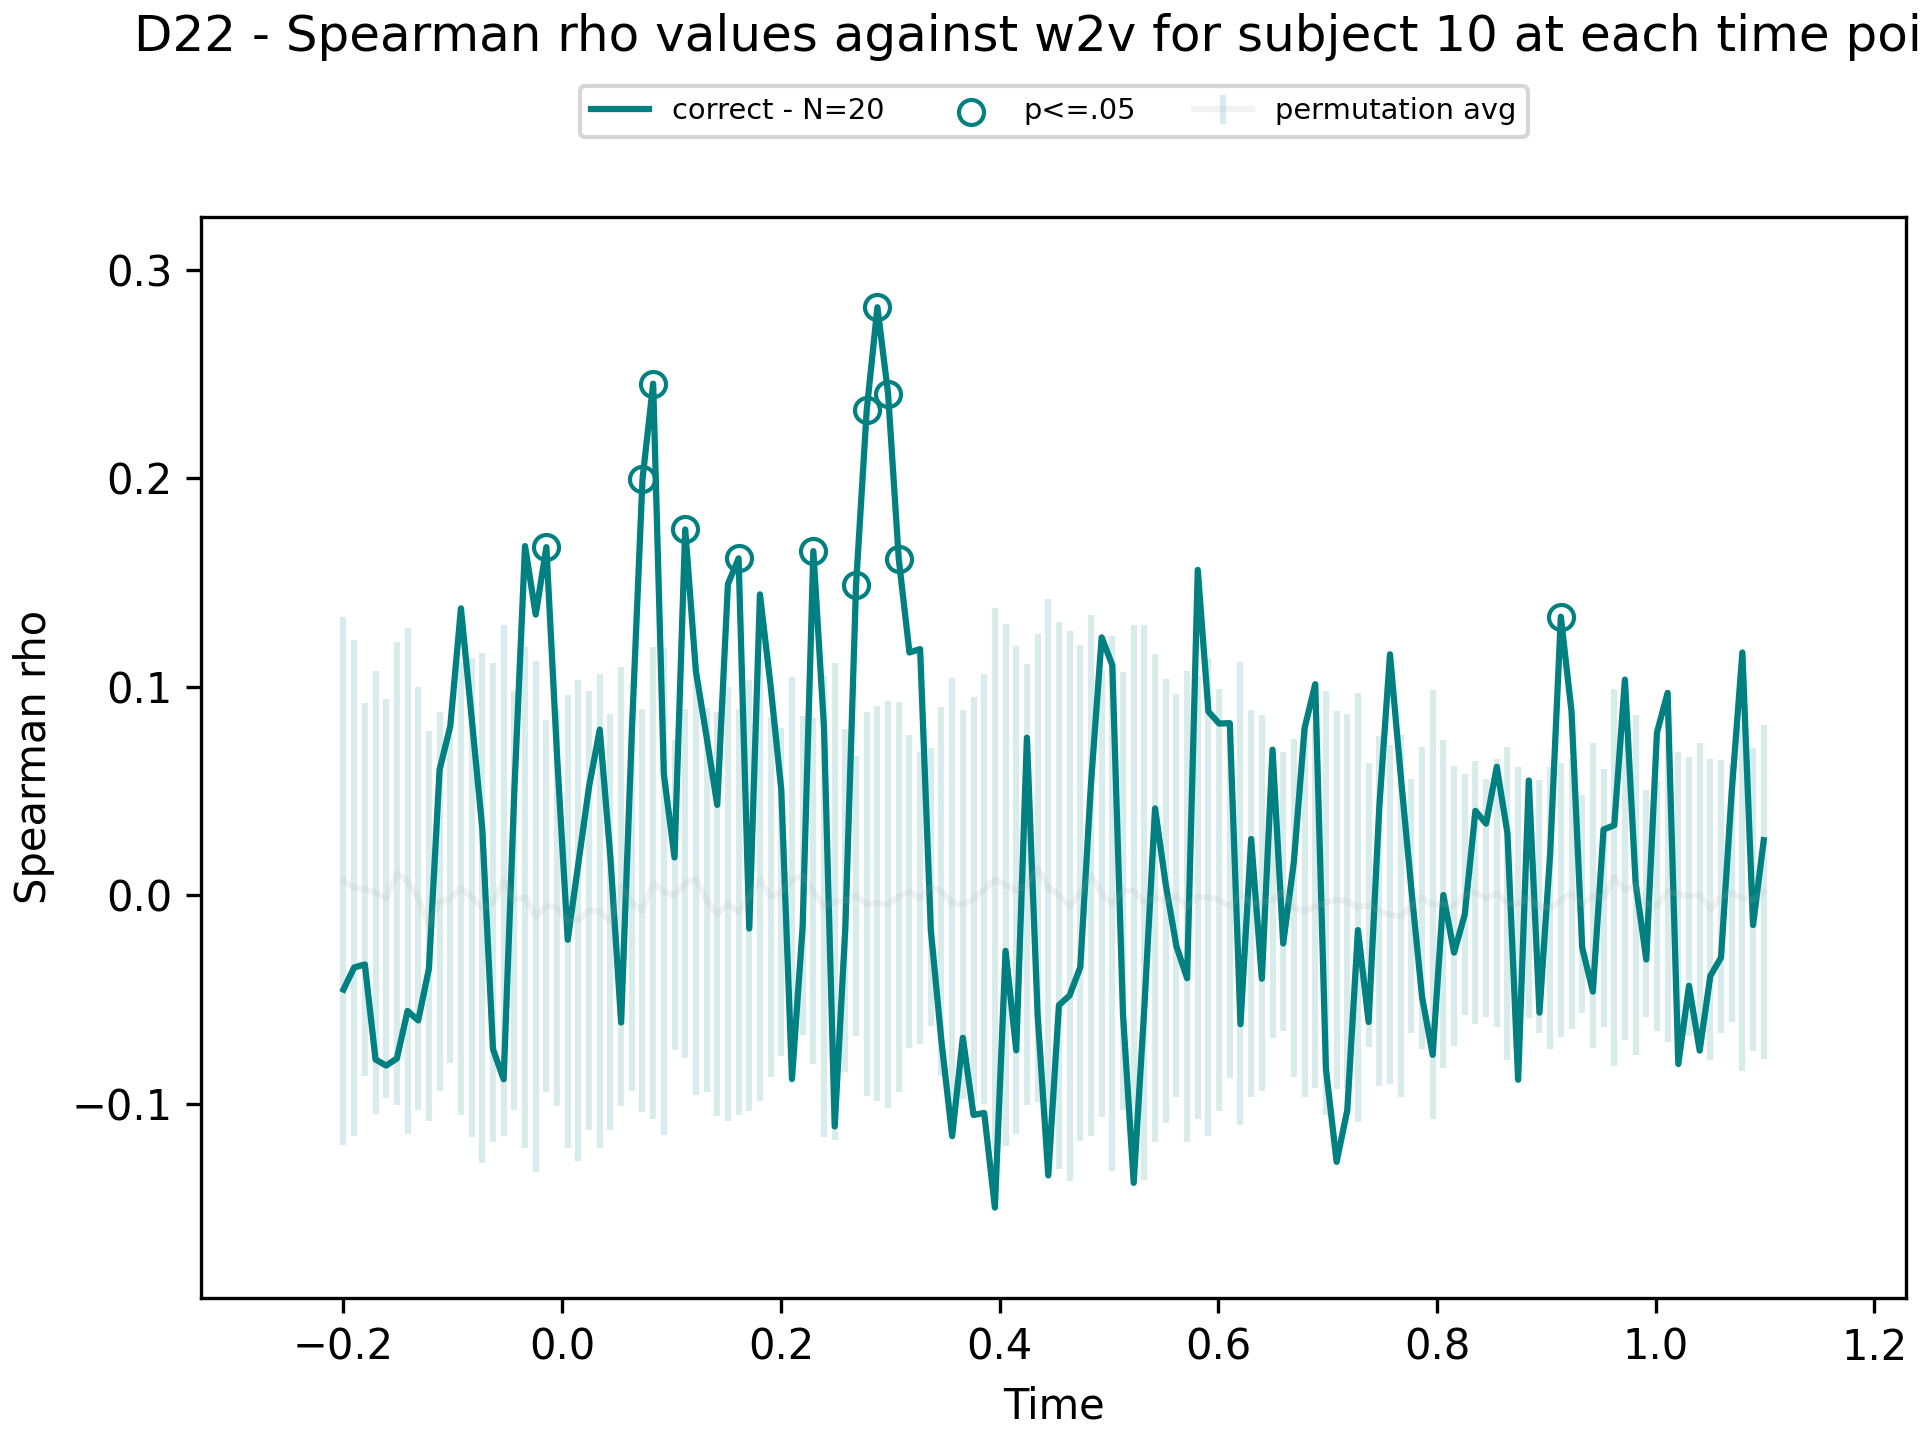 D22 - Spearman rho values against w2v for subject 10 at each time poi
correct - N=20 p<=.05 permutation avg
Spearman rho
0.3
0.2
0.1
0.0
−0.1
−0.2 0.0 0.2 0.4 0.6 0.8 1.0 1.2
Time